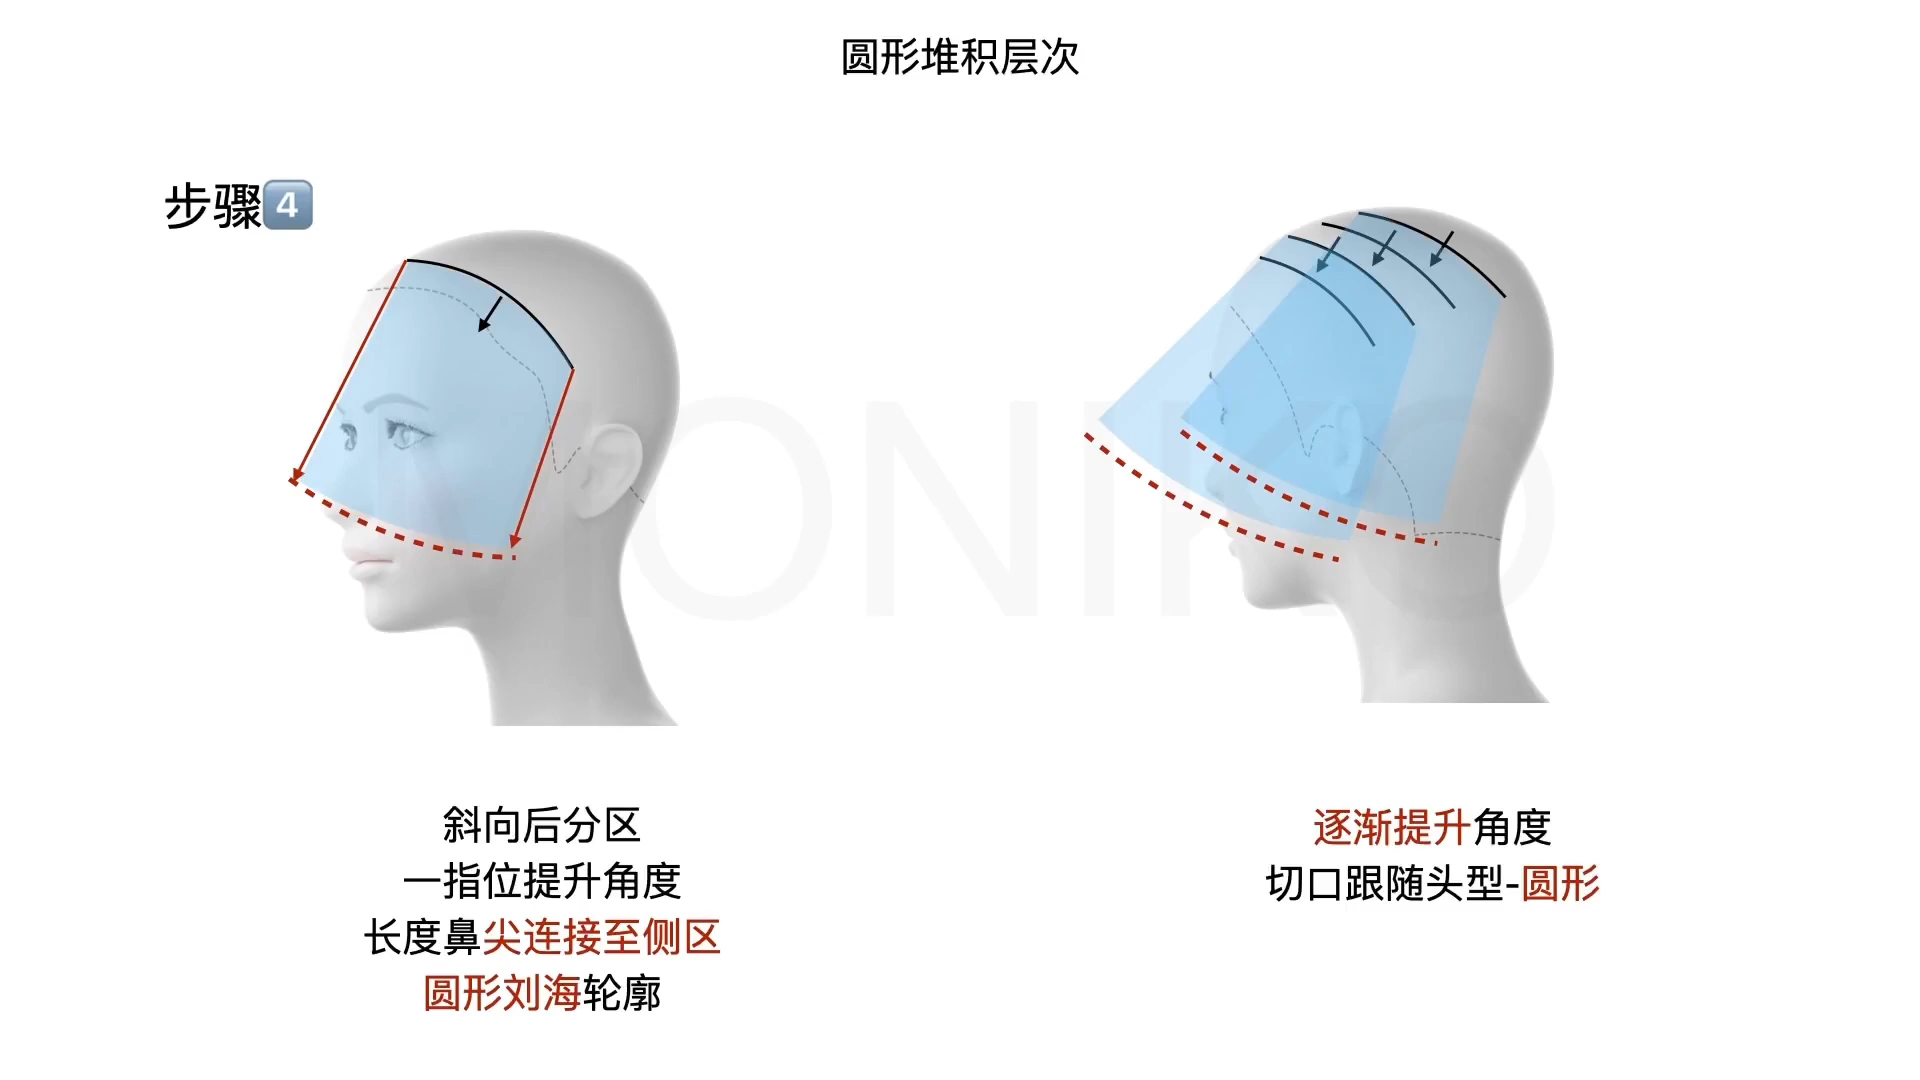 圆形堆积层次
步骤4️⃣
斜向后分区
一指位提升角度
长度鼻尖连接至侧区
圆形刘海轮廓
逐渐提升角度
切口跟随头型-圆形
MONIKO